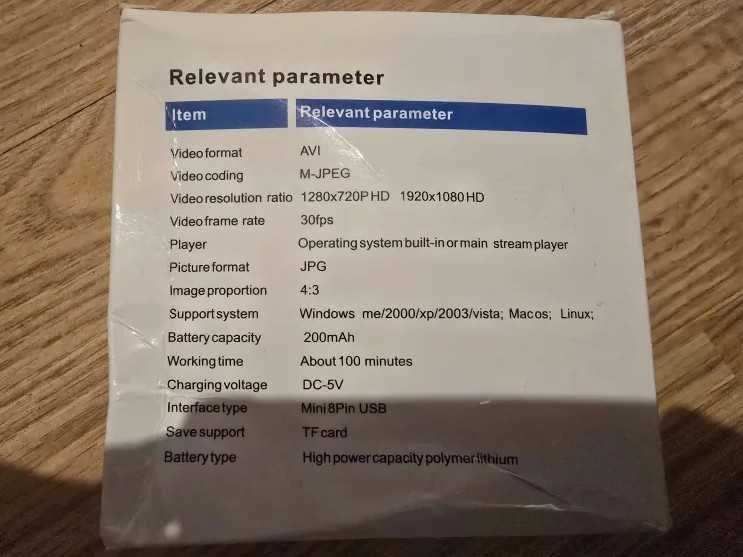 Relevant parameter
Item Relevant parameter
Video format AVI
Video coding M-JPEG
Video resolution ratio 1280x720P HD 1920x1080 HD
Video frame rate 30fps
Player Operating system built-in or main stream player
Picture format JPG
Image proportion 4:3
Support system Windows me/2000/xp/2003/vista; Mac os; Linux;
Battery capacity 200mAh
Working time About 100 minutes
Charging voltage DC-5V
Interface type Mini 8Pin USB
Save support TF card
Battery type High power capacity polymer lithium